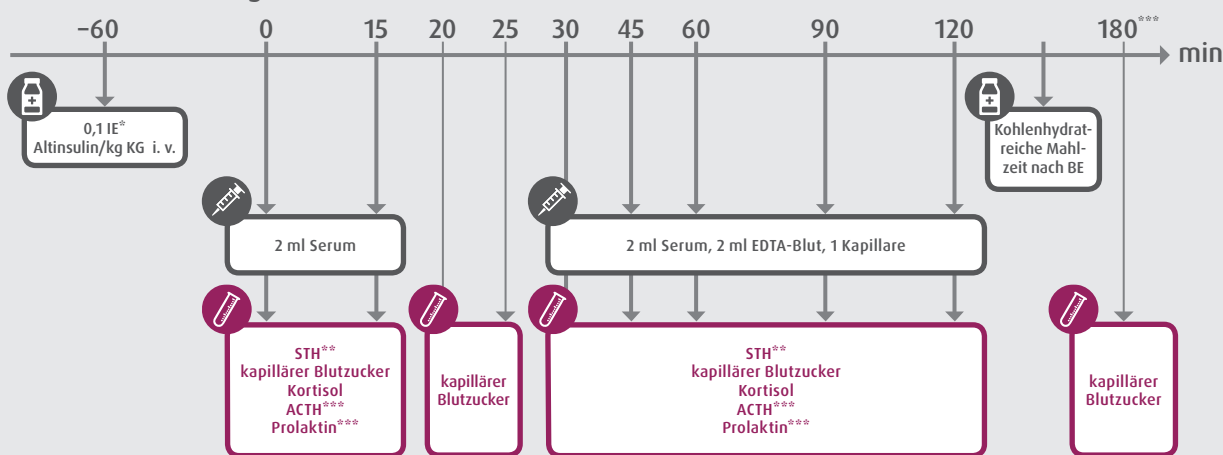 -60 0 15 20 25 30 45 60 90 120 180***
min
0,1 IE*
Altinsulin/kg KG i. v.
Kohlenhydrat-
reiche Mahl-
zeit nach BE
2 ml Serum
2 ml Serum, 2 ml EDTA-Blut, 1 Kapillare
STH**
kapillärer Blutzucker
Kortisol
ACTH***
Prolaktin***
kapillärer
Blutzucker
STH**
kapillärer Blutzucker
Kortisol
ACTH***
Prolaktin***
kapillärer
Blutzucker